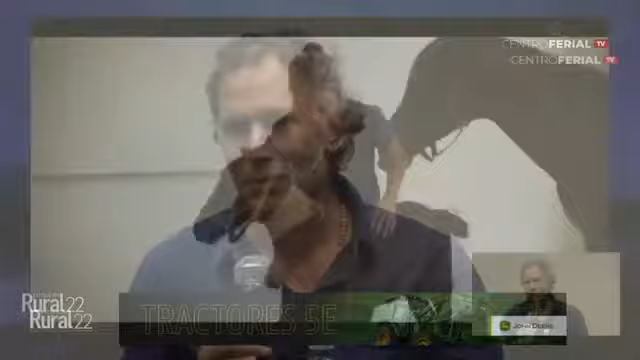 CENTROFERIAL TV
CENTROFERIAL TV
Rural22
Rural22
TRACTORES 5E
JOHN DEERE